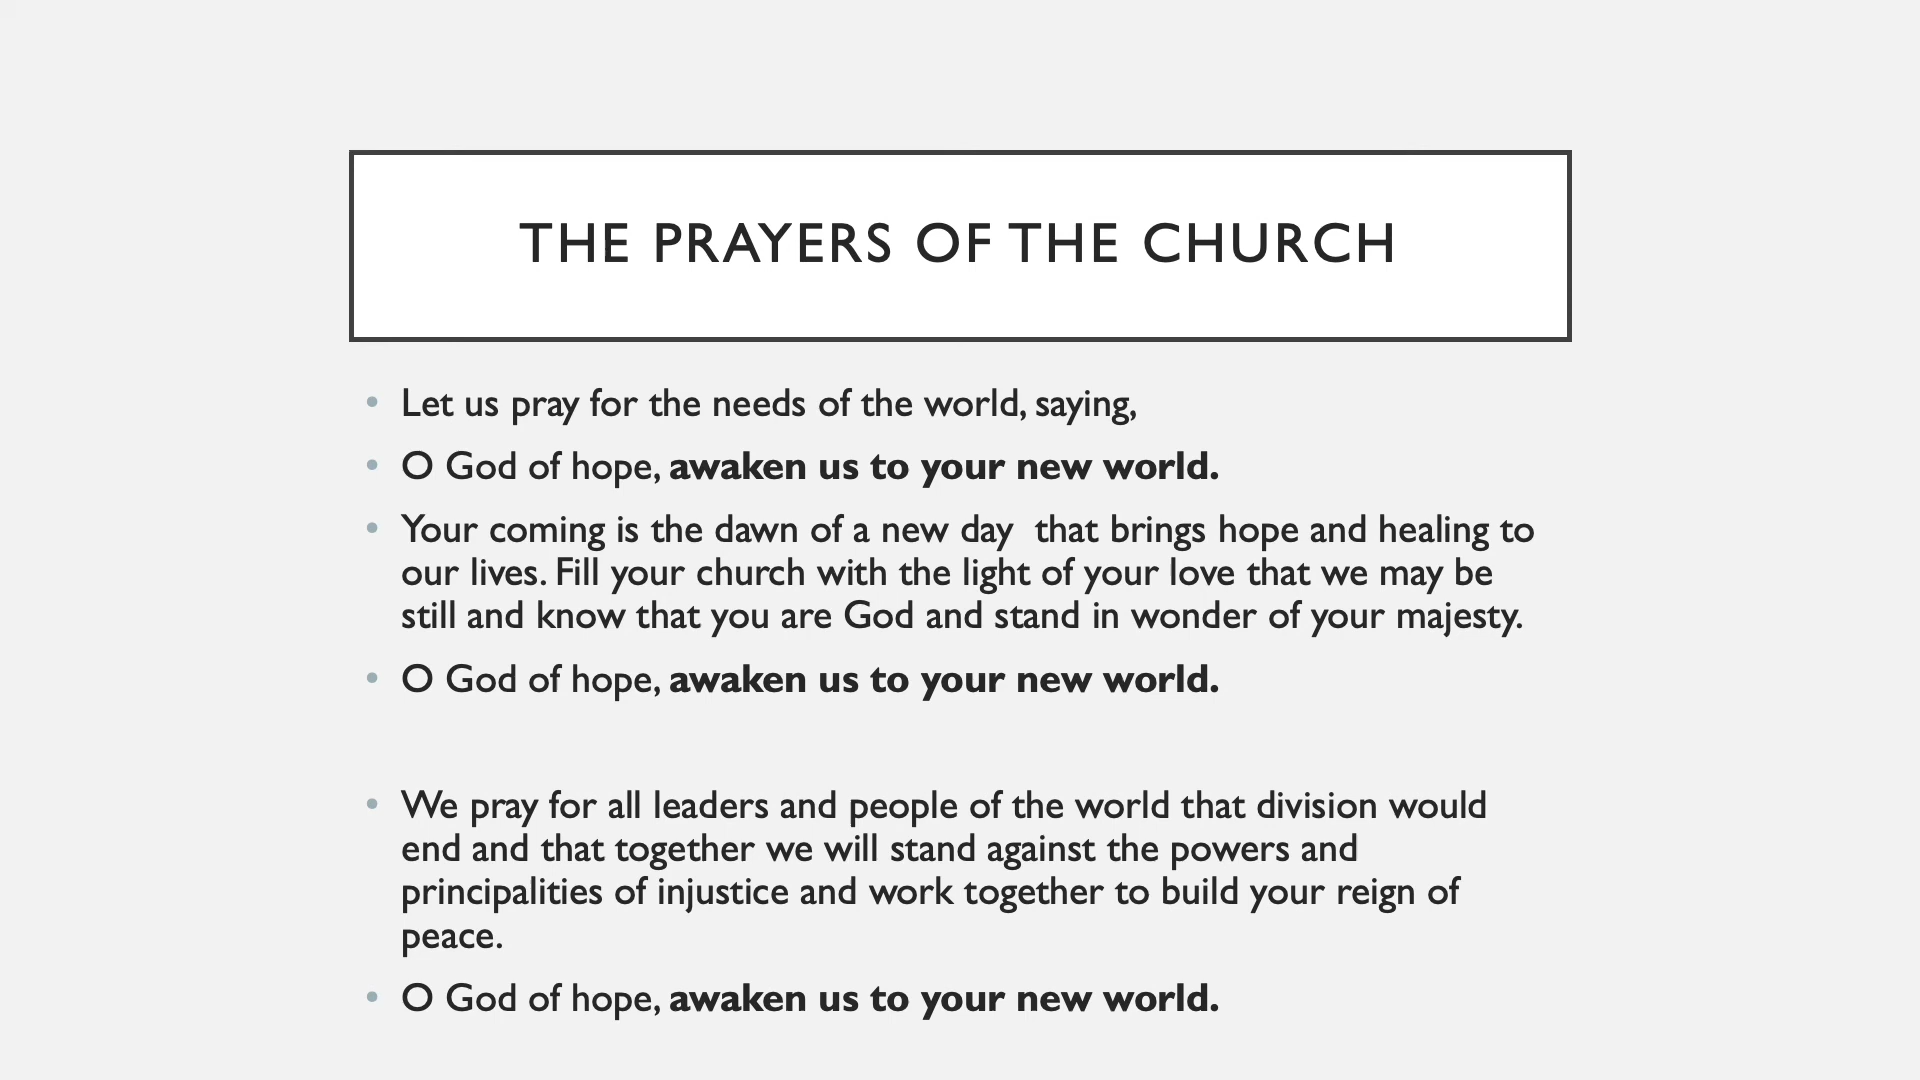 THE PRAYERS OF THE CHURCH
• Let us pray for the needs of the world, saying,
• O God of hope, awaken us to your new world.
• Your coming is the dawn of a new day  that brings hope and healing to
our lives. Fill your church with the light of your love that we may be
still and know that you are God and stand in wonder of your majesty.
• O God of hope, awaken us to your new world.
• We pray for all leaders and people of the world that division would
end and that together we will stand against the powers and
principalities of injustice and work together to build your reign of
peace.
• O God of hope, awaken us to your new world.